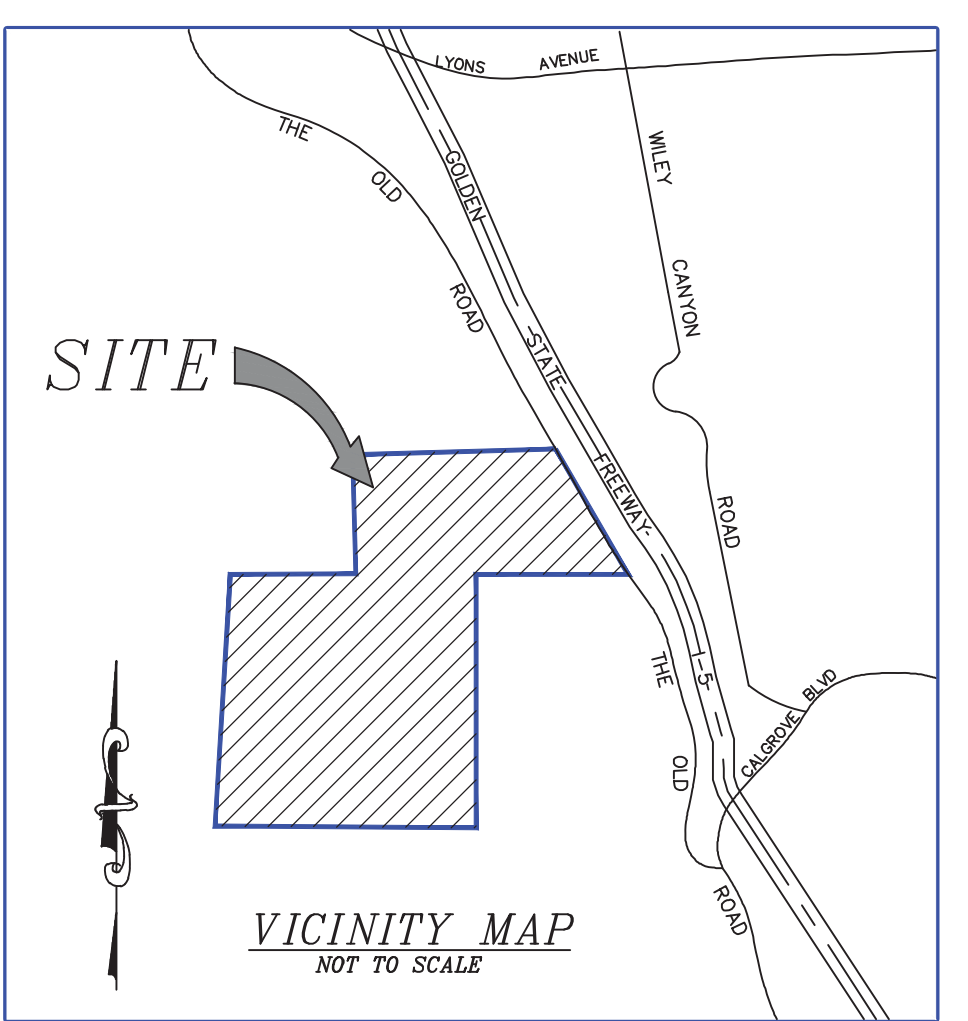 LYONS AVENUE
THE OLD ROAD
GOLDEN STATE FREEWAY
WILEY CANYON ROAD
SITE
I-5
THE OLD ROAD
CALGROVE BLVD
VICINITY MAP
NOT TO SCALE